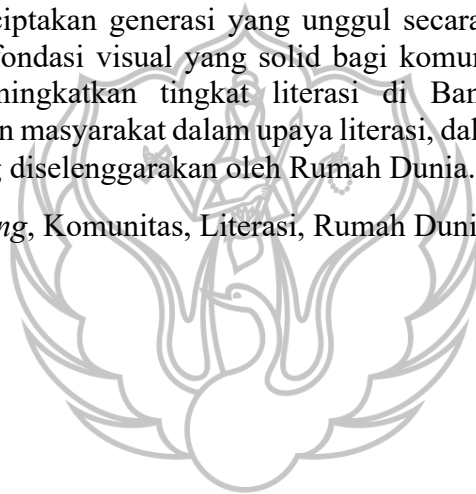 ciptakan generasi yang unggul secara
fondasi visual yang solid bagi komun
ningkatkan tingkat literasi di Ban
n masyarakat dalam upaya literasi, dal
g diselenggarakan oleh Rumah Dunia.
ng, Komunitas, Literasi, Rumah Duni